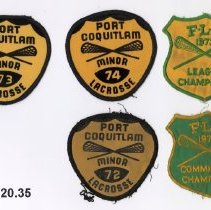 PORT
COQUITLAM
MINOR
73
LACROSSE
PORT
COQUITLAM
MINOR
74
LACROSSE
LEAG
CHAMP
PORT
COQUITLAM
MINOR
72
LACROSSE
COMM
CHAMP
20.35